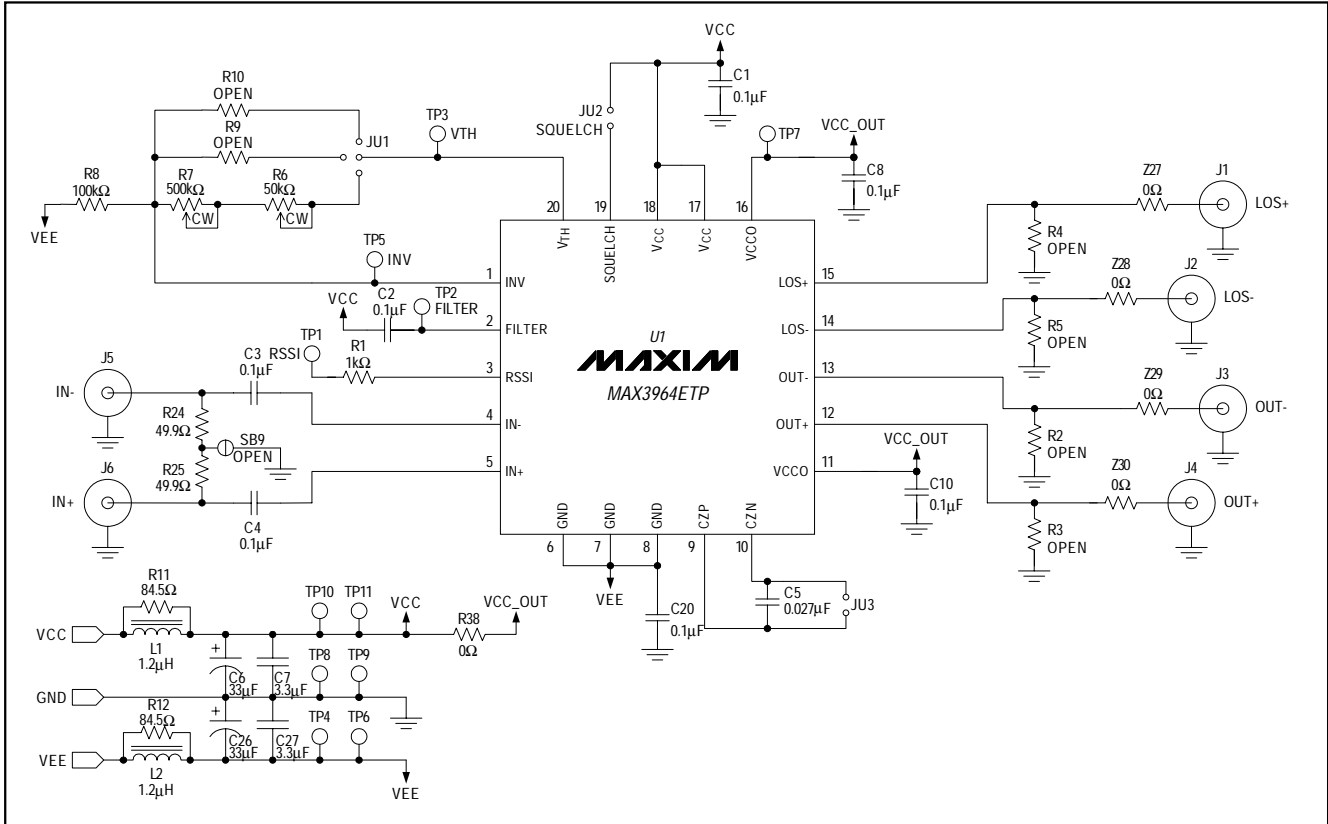 VCC
R10
OPEN
R9
OPEN
JU1
R8
100kΩ
R7
500kΩ
CW
R6
50kΩ
CW
VEE
TP3
VTH
JU2
SQUELCH
C1
0.1µF
TP7
VCC_OUT
C8
0.1µF
20 19 18 17 16
VTH SQUELCH VCC VCC VCCO
TP5
INV
1 INV
VCC
C2
0.1µF
TP2
FILTER
2 FILTER
TP1
RSSI
R1
1kΩ
3 RSSI
J5
IN-
C3
0.1µF
4 IN-
R24
49.9Ω
SB9
OPEN
R25
49.9Ω
J6
IN+
C4
0.1µF
5 IN+
U1
MAXIM
MAX3964ETP
LOS+ 15
LOS- 14
OUT- 13
OUT+ 12
VCCO 11
Z27
0Ω
J1
LOS+
R4
OPEN
Z28
0Ω
J2
LOS-
R5
OPEN
Z29
0Ω
J3
OUT-
R2
OPEN
Z30
0Ω
J4
OUT+
R3
OPEN
VCC_OUT
C10
0.1µF
GND GND GND CZP CZN
6 7 8 9 10
VEE
C20
0.1µF
C5
0.027µF
JU3
R11
84.5Ω
VCC
L1
1.2µH
TP10 TP11
VCC
R38
0Ω
VCC_OUT
+
C6
33µF
C7
3.3µF
TP8 TP9
GND
R12
84.5Ω
VEE
L2
1.2µH
+
C26
33µF
C27
3.3µF
TP4 TP6
VEE